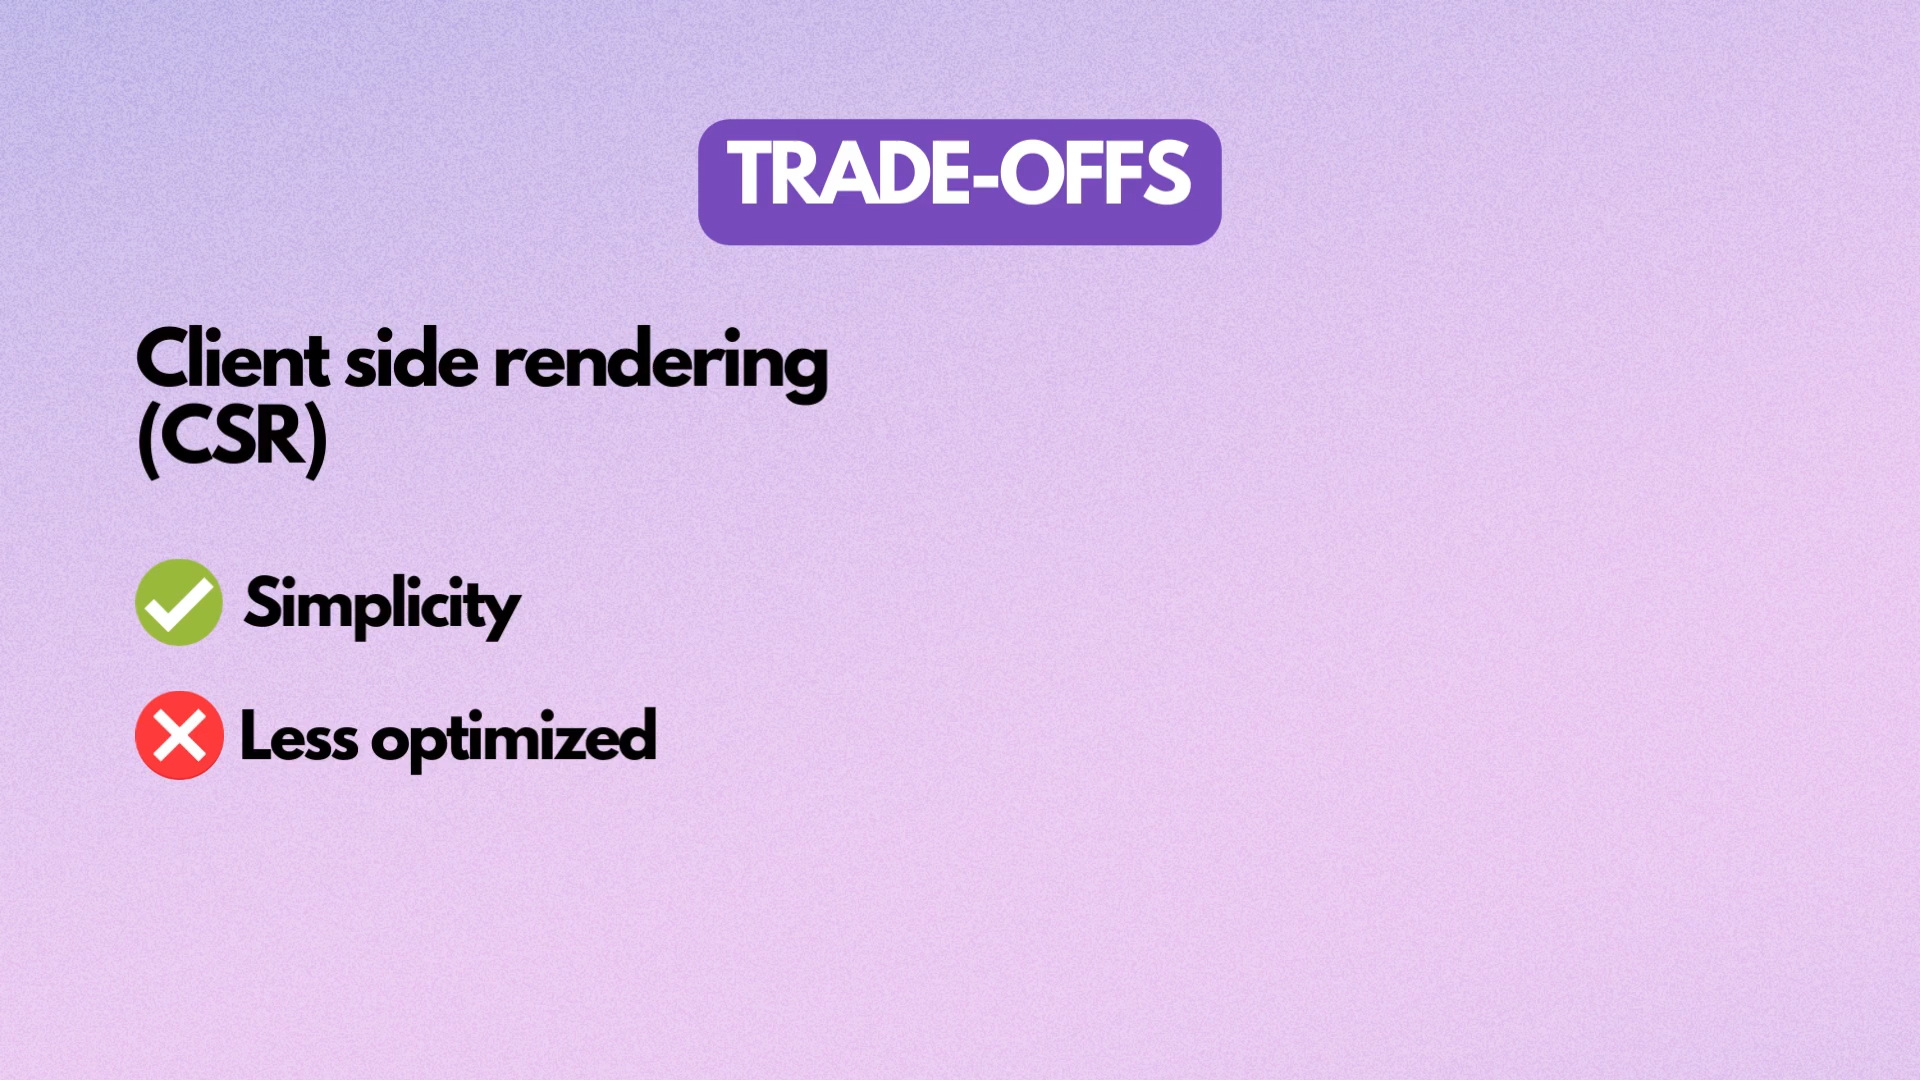 TRADE-OFFS
Client side rendering
(CSR)
Simplicity
Less optimized